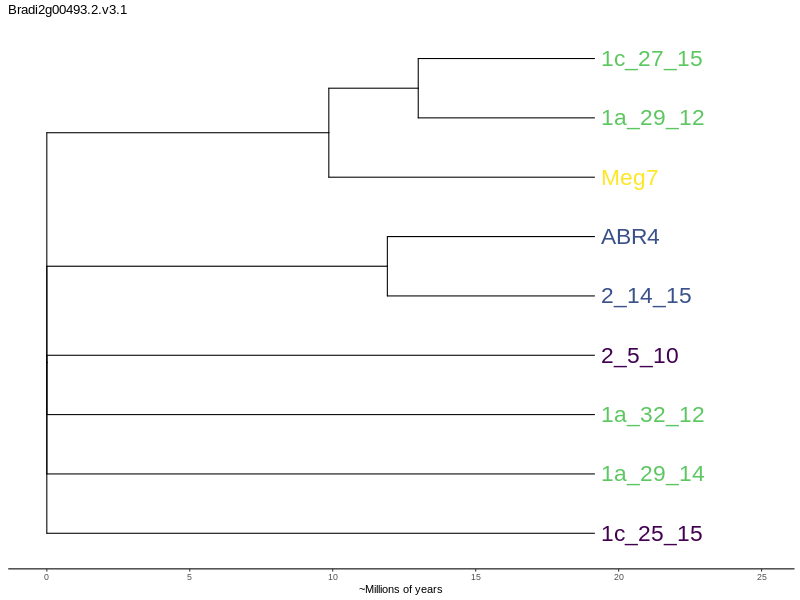 Bradi2g00493.2.v3.1
1c_27_15
1a_29_12
Meg7
ABR4
2_14_15
2_5_10
1a_32_12
1a_29_14
1c_25_15
0 5 10 15 20 25
~Millions of years